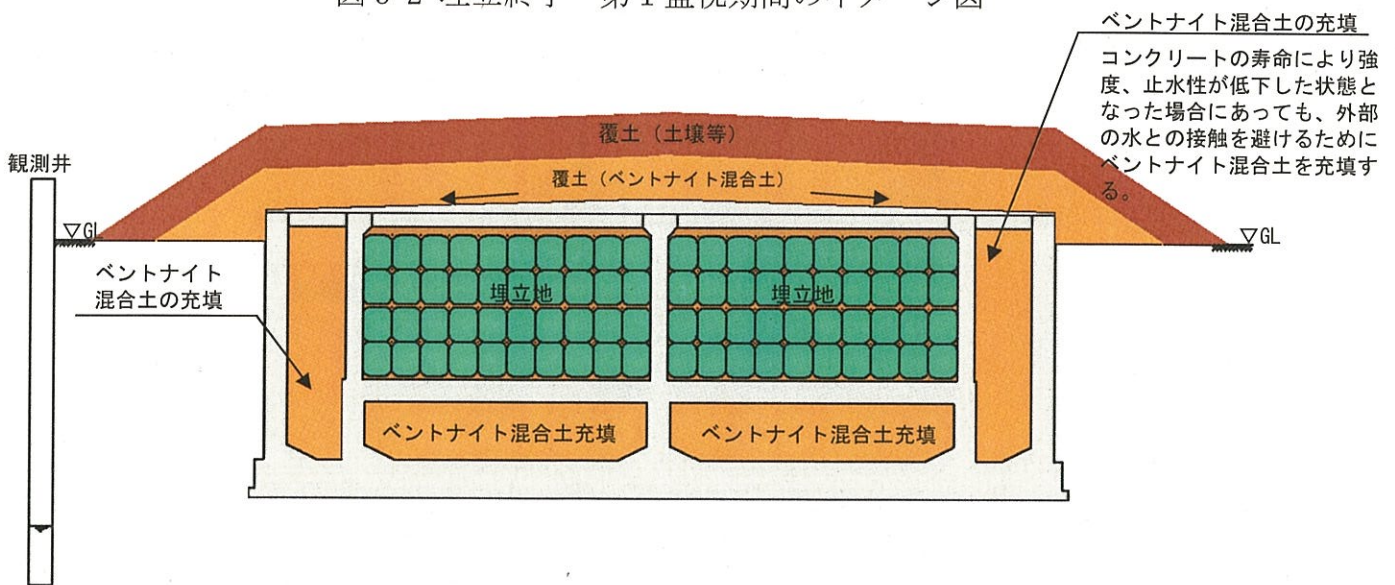 ベントナイト混合土の充填
コンクリートの寿命により強
度、止水性が低下した状態と
なった場合にあっても、外部
の水との接触を避けるために
ベントナイト混合土を充填す
る。
覆土（土壌等）
観測井
覆土（ベントナイト混合土）
▽GL
▽GL
ベントナイト
混合土の充填
埋立地
埋立地
ベントナイト混合土充填
ベントナイト混合土充填